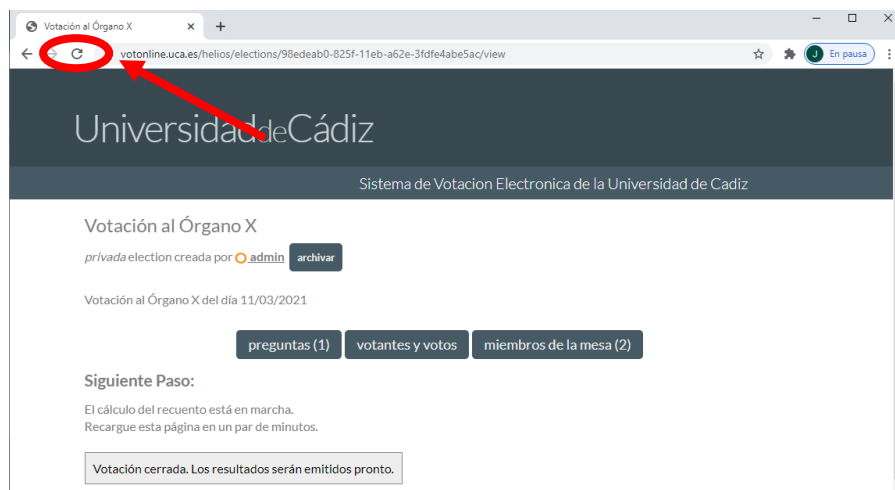 Votación al Órgano X
votonline.uca.es/helios/elections/98edeab0-825f-11eb-a62e-3fdfe4abe5ac/view
J En pausa
UniversidaddeCádiz
Sistema de Votacion Electronica de la Universidad de Cadiz
Votación al Órgano X
privada election creada por admin archivar
Votación al Órgano X del día 11/03/2021
preguntas (1) votantes y votos miembros de la mesa (2)
Siguiente Paso:
El cálculo del recuento está en marcha.
Recargue esta página en un par de minutos.
Votación cerrada. Los resultados serán emitidos pronto.